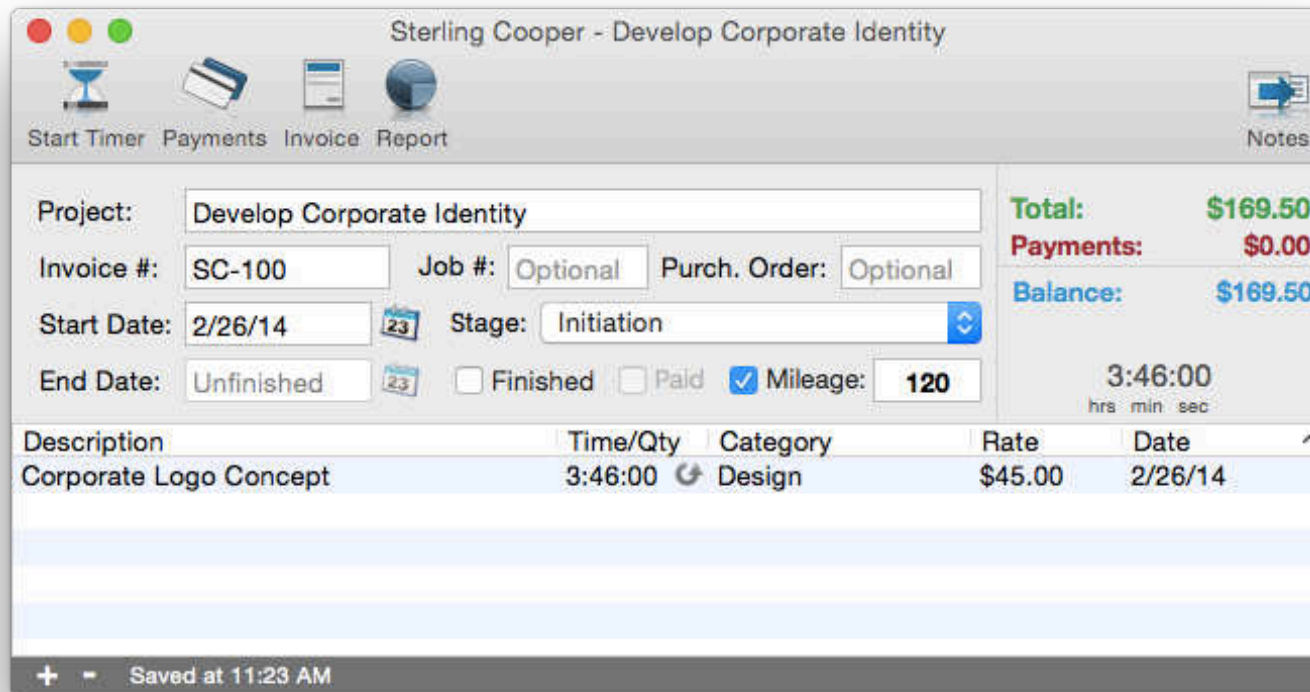 Sterling Cooper - Develop Corporate Identity
Start Timer Payments Invoice Report Notes
Project: Develop Corporate Identity
Invoice #: SC-100 Job #: Optional Purch. Order: Optional
Start Date: 2/26/14 23 Stage: Initiation
End Date: Unfinished 23 Finished Paid Mileage: 120
Total: $169.50
Payments: $0.00
Balance: $169.50
3:46:00
hrs min sec
Description Time/Qty Category Rate Date
Corporate Logo Concept 3:46:00 Design $45.00 2/26/14
+ - Saved at 11:23 AM